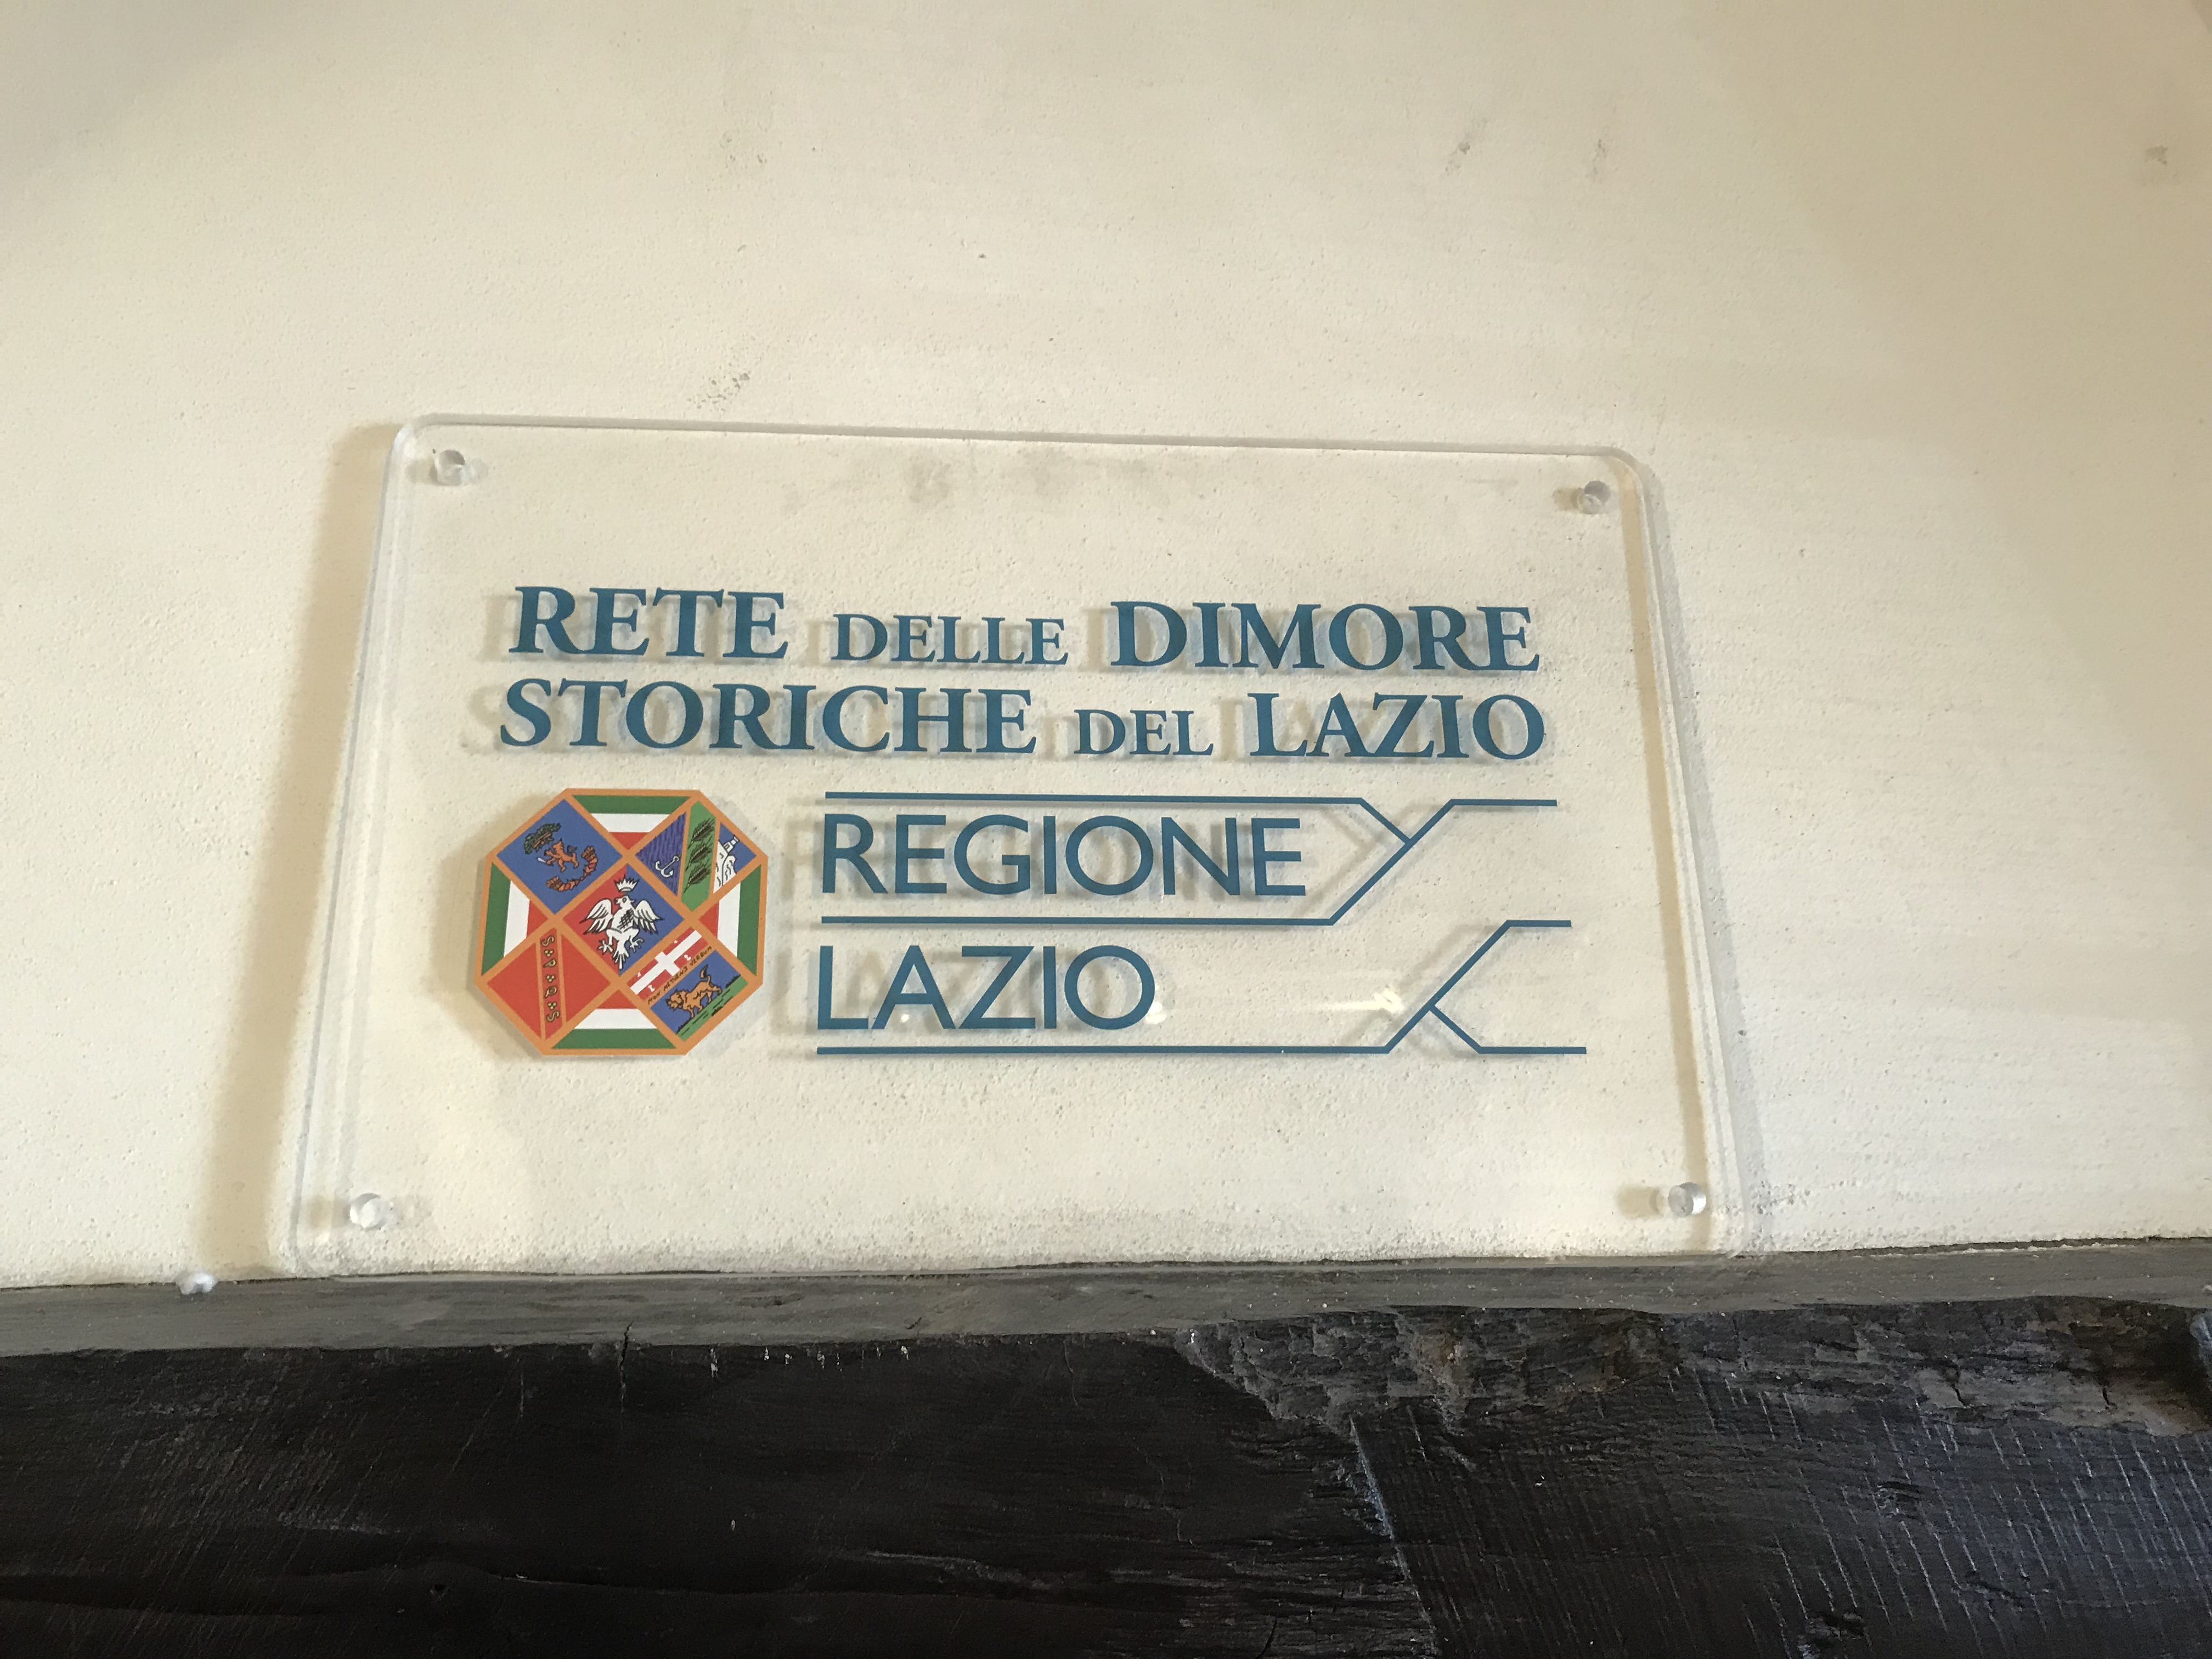 RETE DELLE DIMORE
STORICHE DEL LAZIO
REGIONE
LAZIO